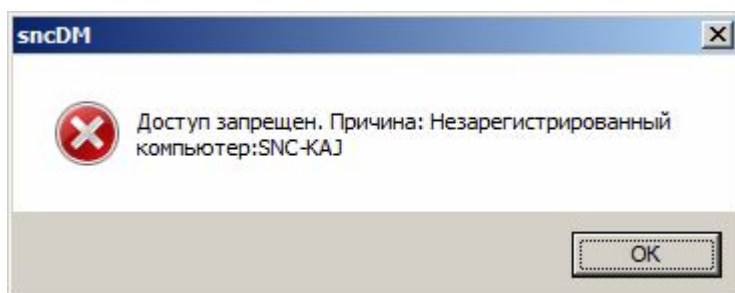 sncDM
Доступ запрещен. Причина: Незарегистрированный
компьютер:SNC-KAJ
OK